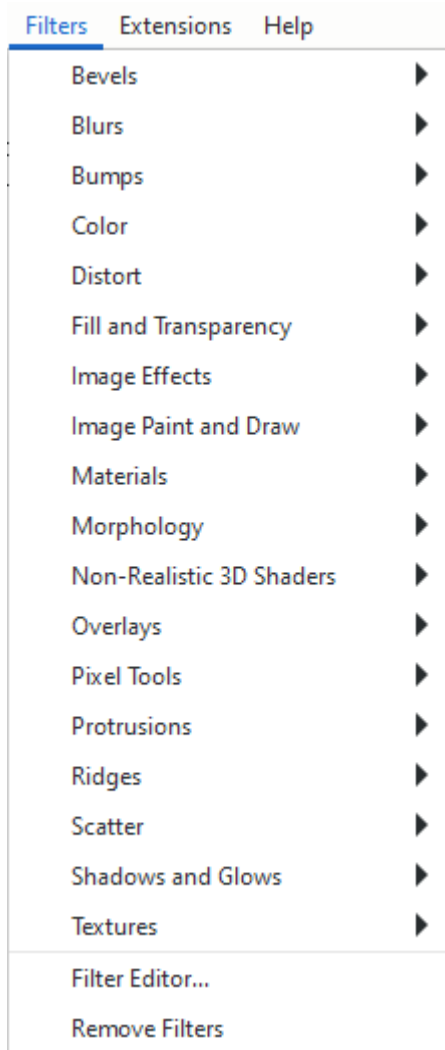 Filters Extensions Help
Bevels
Blurs
Bumps
Color
Distort
Fill and Transparency
Image Effects
Image Paint and Draw
Materials
Morphology
Non-Realistic 3D Shaders
Overlays
Pixel Tools
Protrusions
Ridges
Scatter
Shadows and Glows
Textures
Filter Editor...
Remove Filters